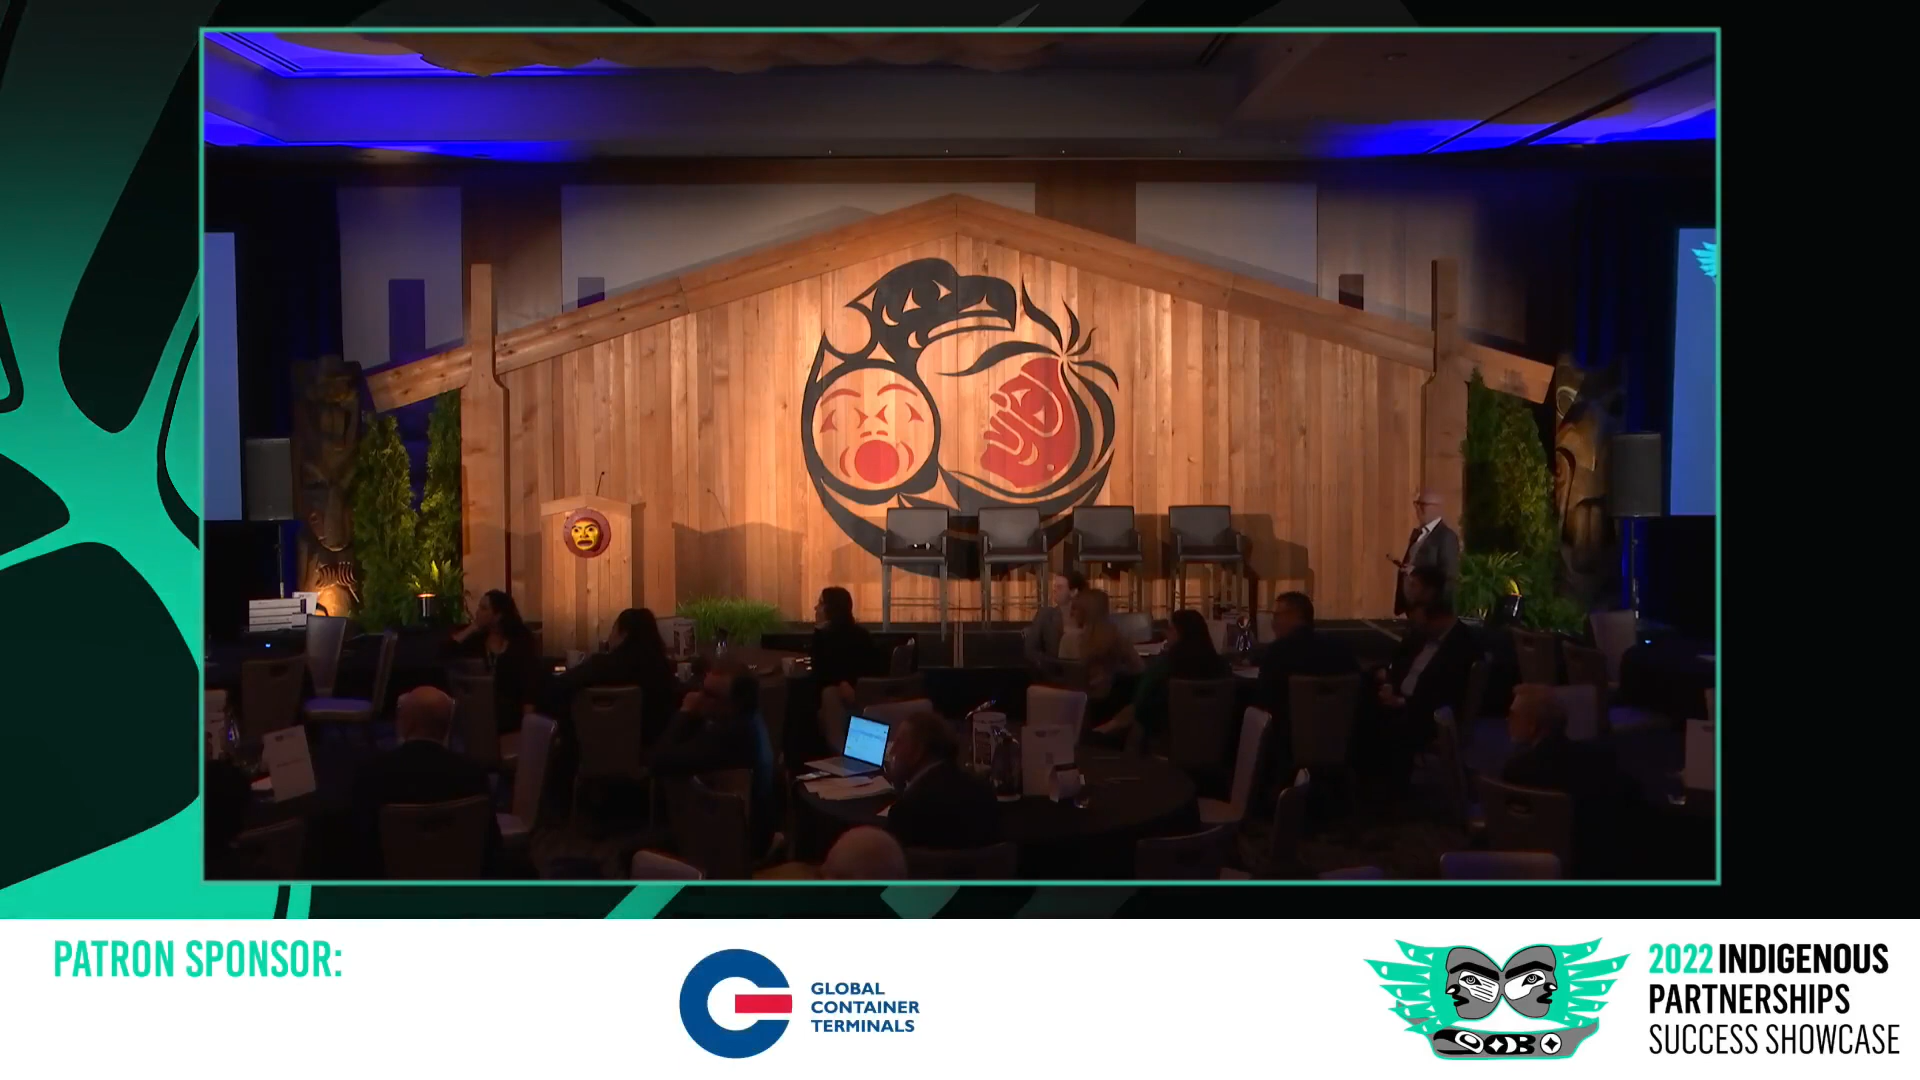 PATRON SPONSOR:
GLOBAL
CONTAINER
TERMINALS
2022 INDIGENOUS
PARTNERSHIPS
SUCCESS SHOWCASE